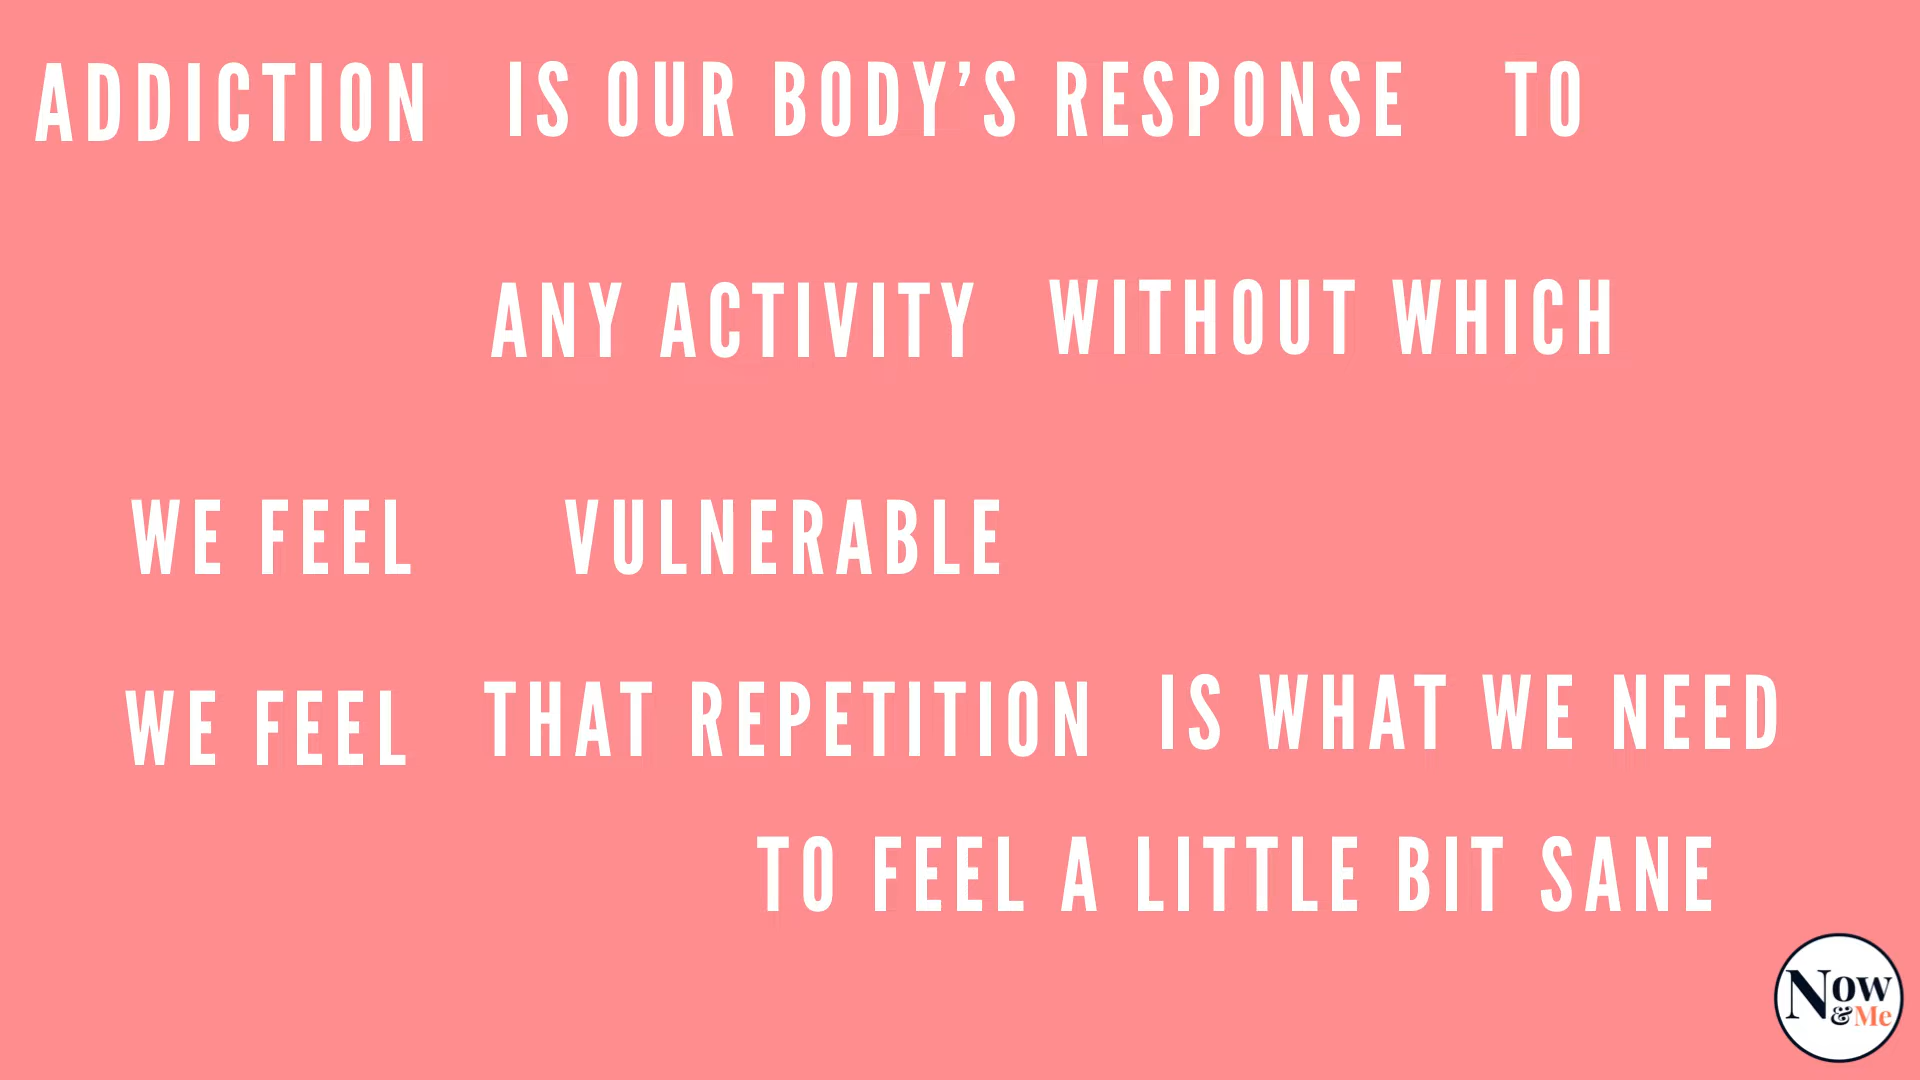 ADDICTION IS OUR BODY’S RESPONSE TO
ANY ACTIVITY WITHOUT WHICH
WE FEEL VULNERABLE
WE FEEL THAT REPETITION IS WHAT WE NEED
TO FEEL A LITTLE BIT SANE
Now
&Me